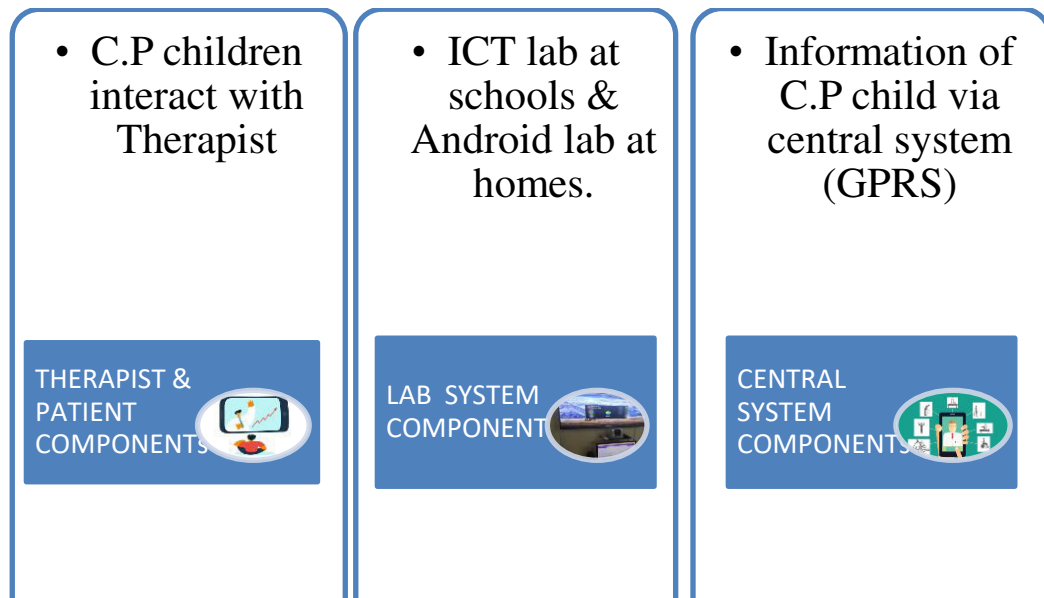 • C.P children
interact with
Therapist
THERAPIST &
PATIENT
COMPONENTs
• ICT lab at
schools &
Android lab at
homes.
LAB SYSTEM
COMPONENT
• Information of
C.P child via
central system
(GPRS)
CENTRAL
SYSTEM
COMPONENTs